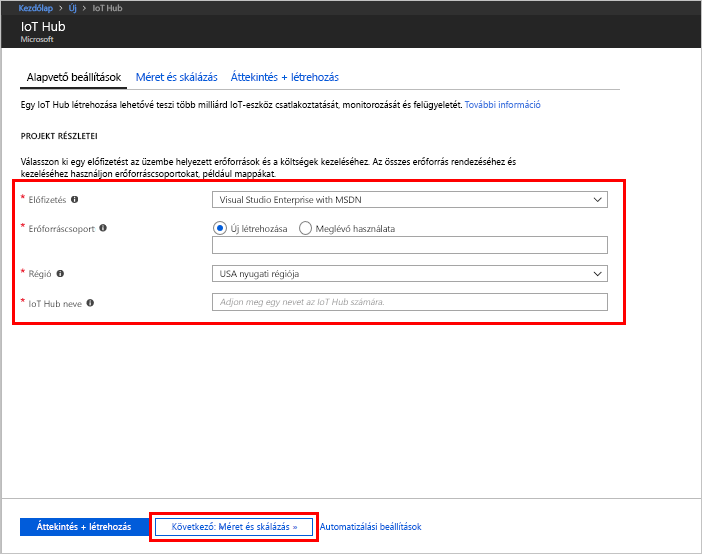 Kezdőlap > Új > IoT Hub
IoT Hub
Microsoft
Alapvető beállítások Méret és skálázás Áttekintés + létrehozás
Egy IoT Hub létrehozása lehetővé teszi több milliárd IoT-eszköz csatlakoztatását, monitorozását és felügyeletét. További információ
PROJEKT RÉSZLETEI
Válasszon ki egy előfizetést az üzembe helyezett erőforrások és a költségek kezeléséhez. Az összes erőforrás rendezéséhez és
kezeléséhez használjon erőforráscsoportokat, például mappákat.
* Előfizetés Visual Studio Enterprise with MSDN
* Erőforráscsoport Új létrehozása Meglévő használata
* Régió USA nyugati régiója
* IoT Hub neve Adjon meg egy nevet az IoT Hub számára.
Áttekintés + létrehozás Következő: Méret és skálázás » Automatizálási beállítások